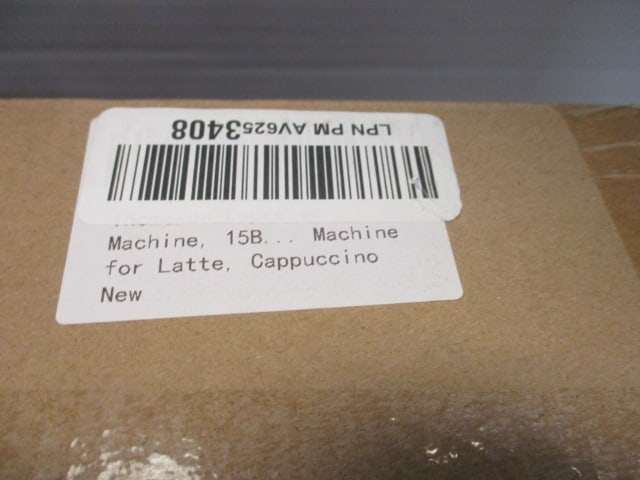 LPN PM AV6253408
Machine, 15B... Machine
for Latte, Cappuccino
New